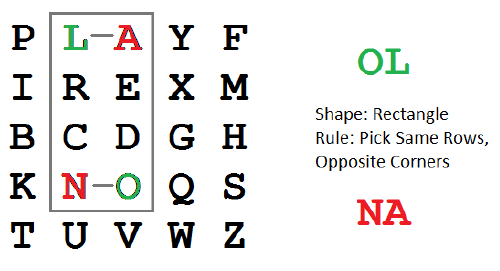 P L A Y F
I R E X M
B C D G H
K N O Q S
T U V W Z
OL
Shape: Rectangle
Rule: Pick Same Rows,
Opposite Corners
NA